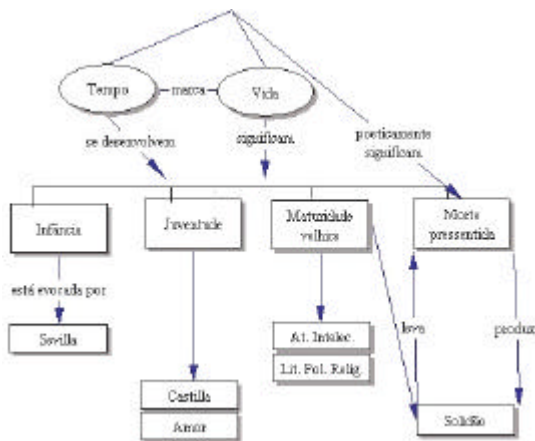 Tempo
marca
Vida
se desenvolvem
significam
poeticamente
significam
Infância
Juventude
Maturidade
velhice
Morte
pressentida
está evocada por
leva
produz
Sevilla
At. Intelec.
Lit. Fol. Relig.
Castilla
Amor
Solidão